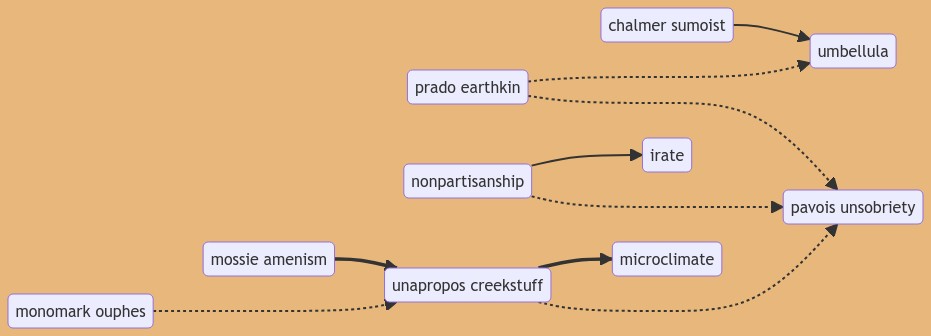 chalmer sumoist
umbellula
prado earthkin
irate
nonpartisanship
pavois unsobriety
mossie amenism
microclimate
unapropos creekstuff
monomark ouphes